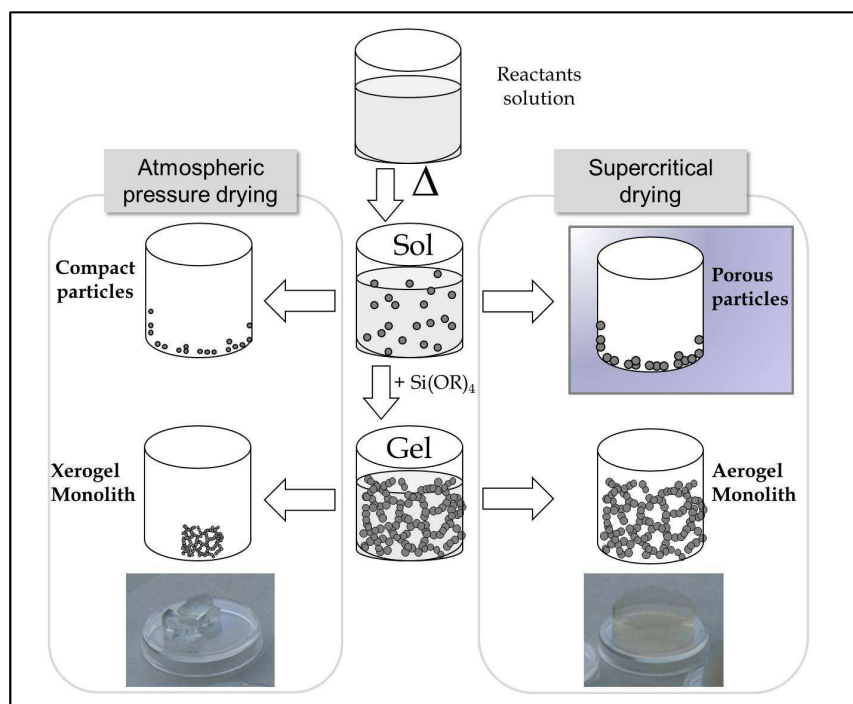 Reactants
solution
Atmospheric
pressure drying
Δ
Supercritical
drying
Sol
Compact
particles
Porous
particles
+ Si(OR)₄
Gel
Xerogel
Monolith
Aerogel
Monolith